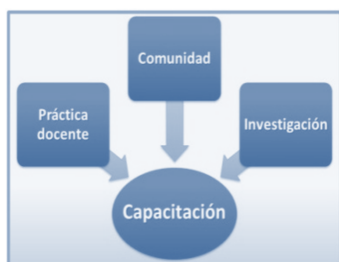 Comunidad
Práctica
docente
Investigación
Capacitación